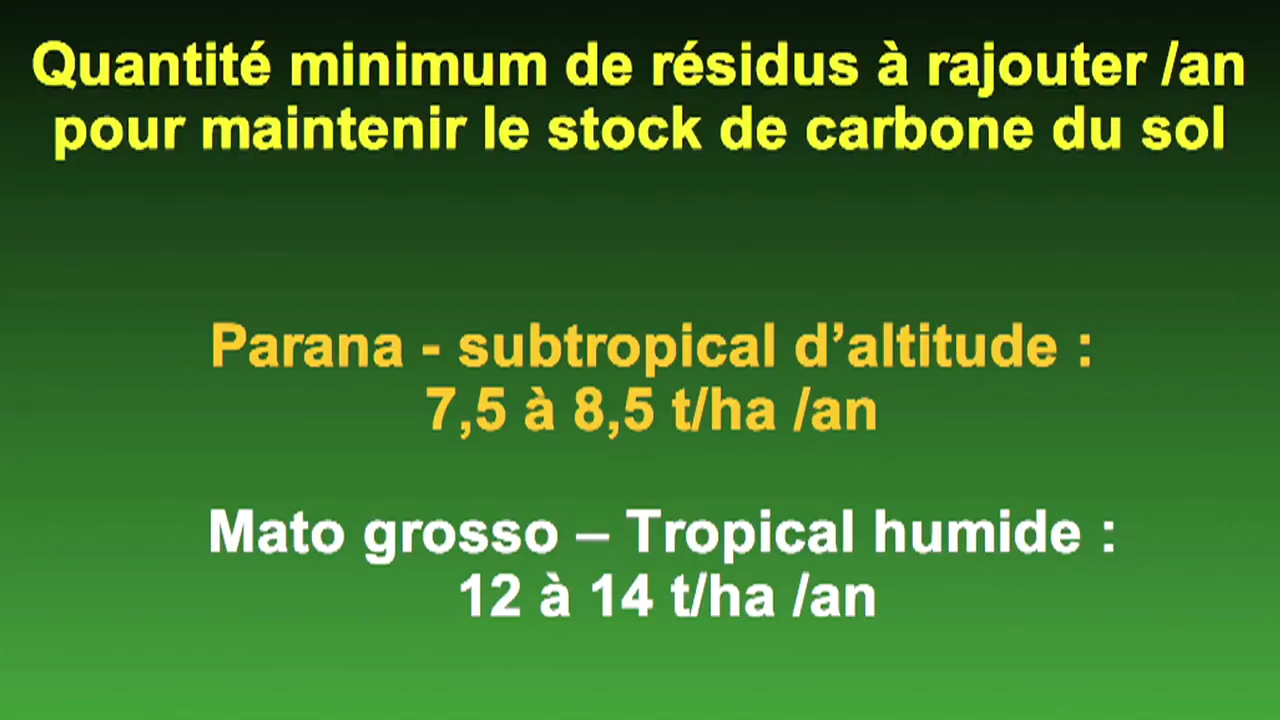 Quantité minimum de résidus à rajouter /an
pour maintenir le stock de carbone du sol
Parana - subtropical d’altitude :
7,5 à 8,5 t/ha /an
Mato grosso – Tropical humide :
12 à 14 t/ha /an